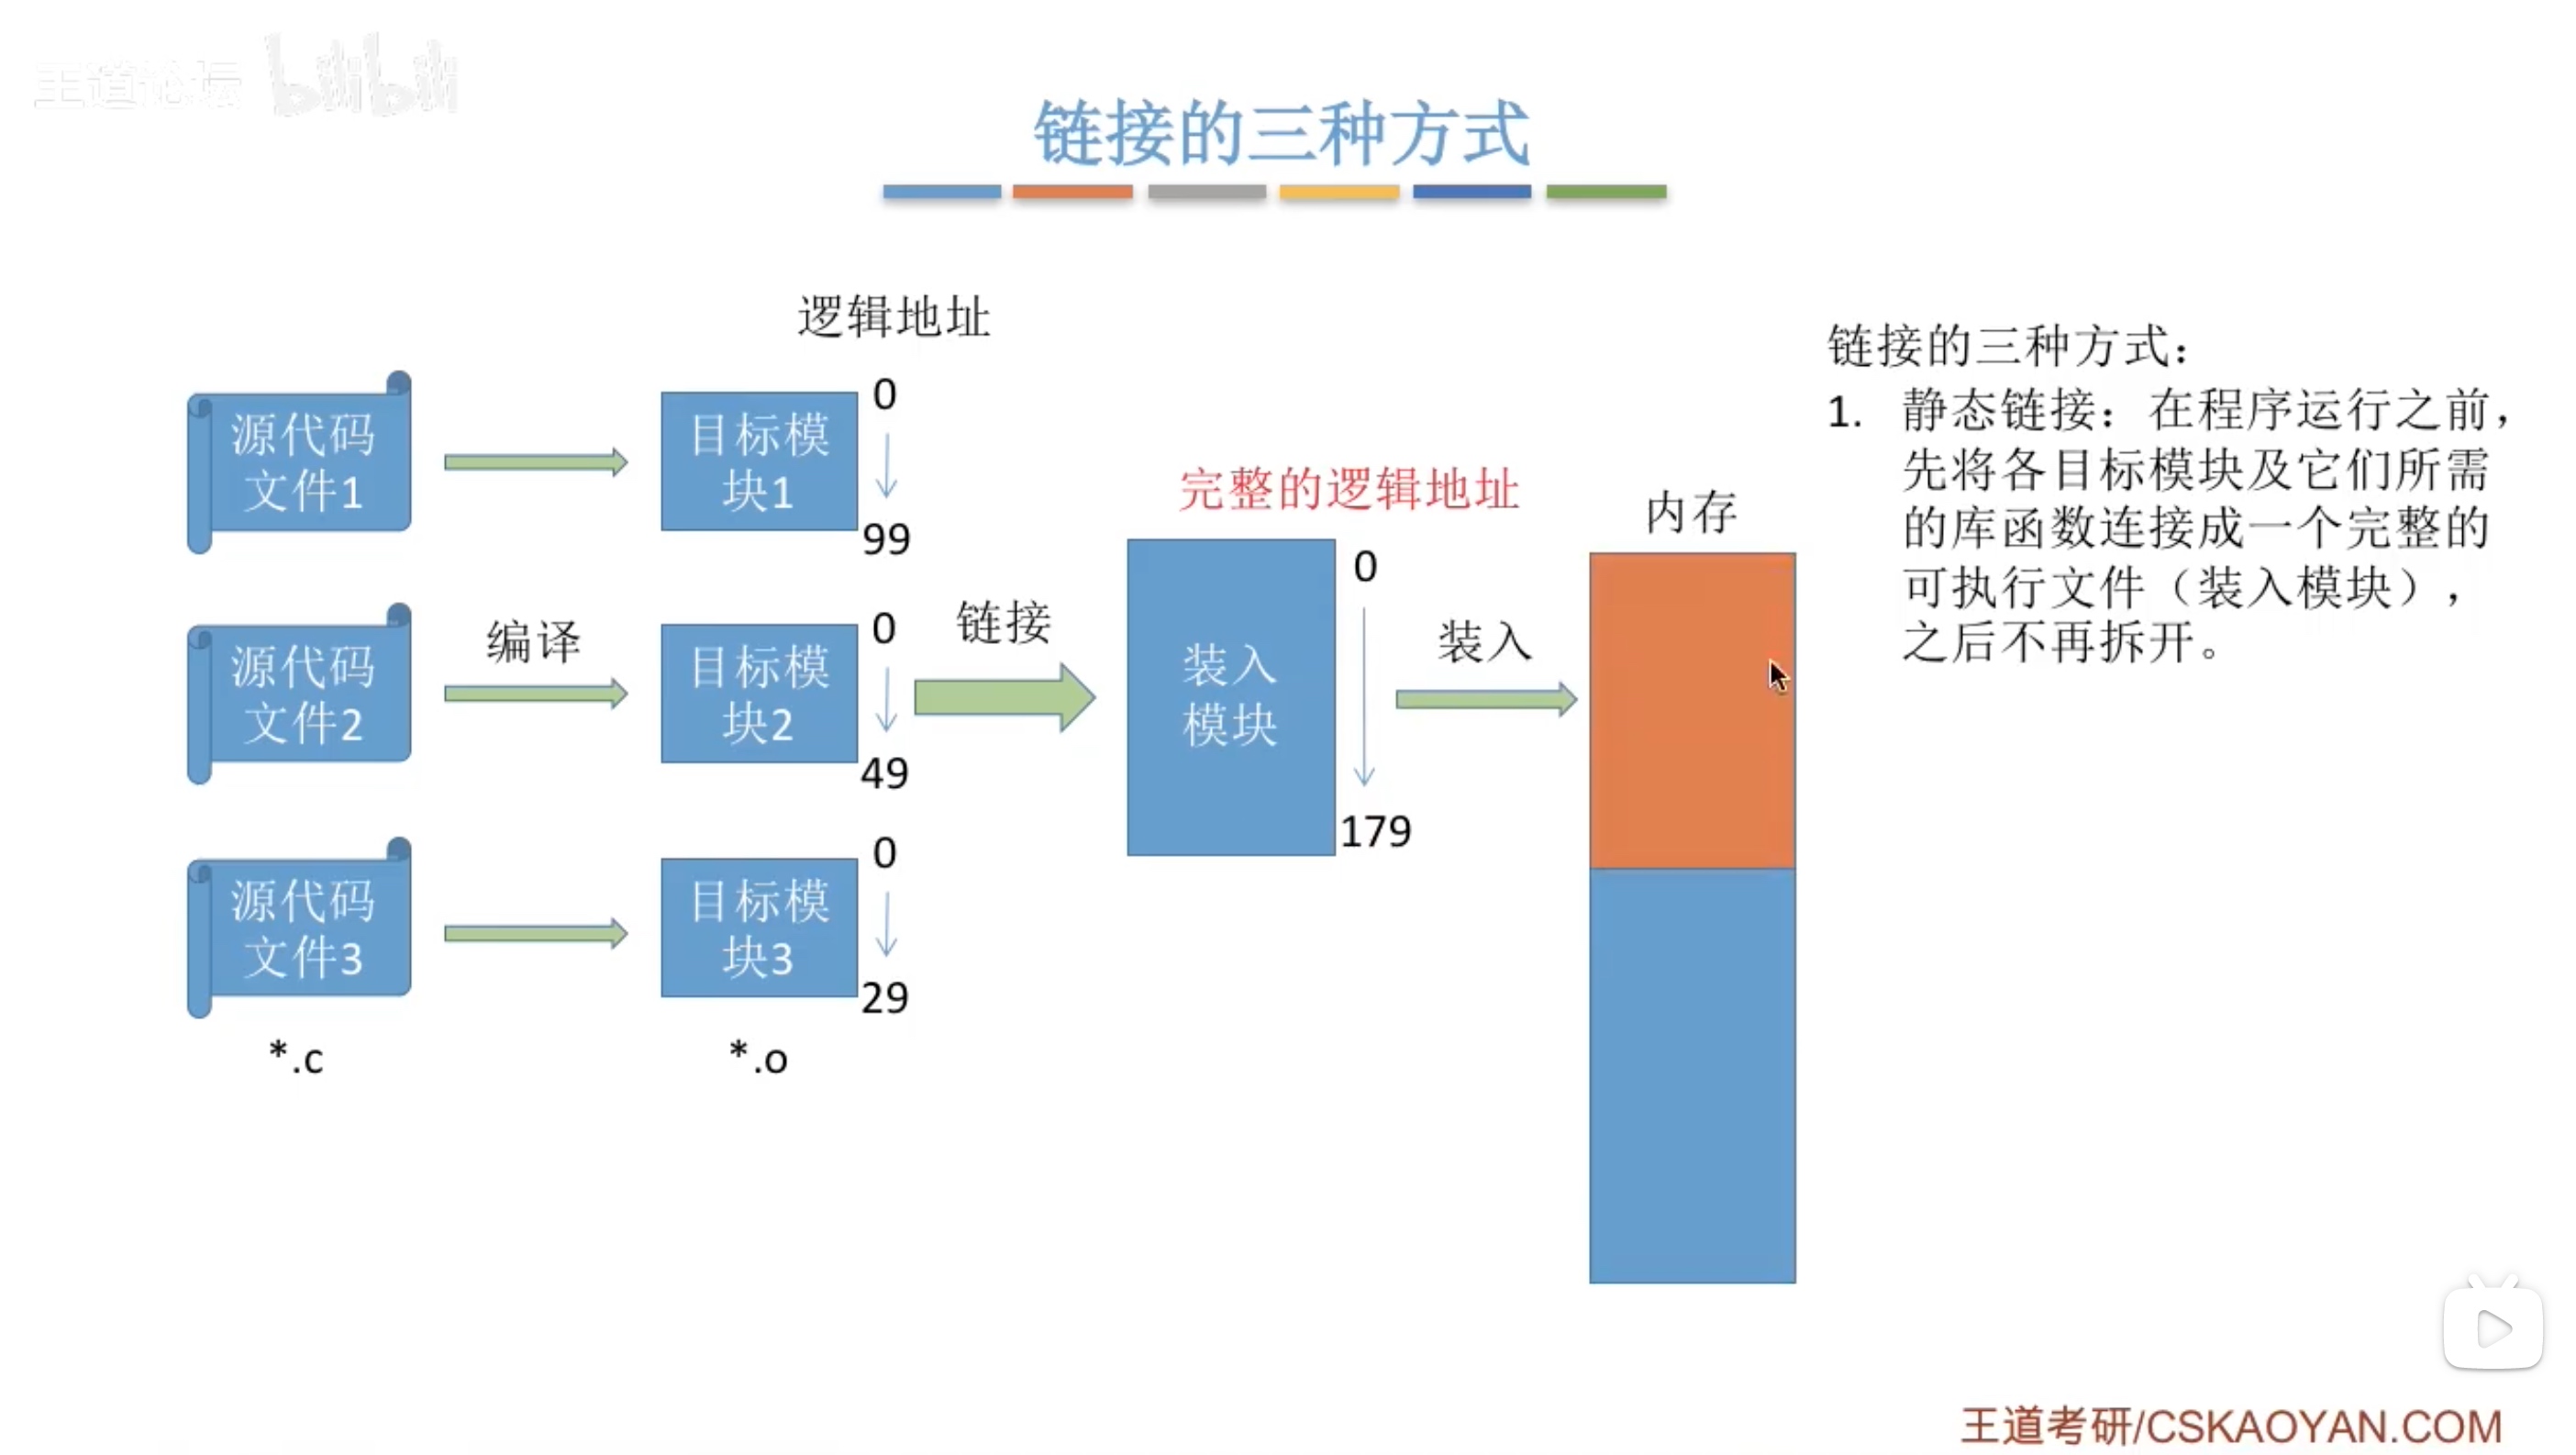 王道论坛 bilibili
链接的三种方式
逻辑地址
源代码
文件1
目标模
块1
0
99
源代码
文件2
编译
目标模
块2
0
49
源代码
文件3
目标模
块3
0
29
*.c
*.o
链接
完整的逻辑地址
装入
模块
0
179
装入
内存
链接的三种方式：
1. 静态链接：在程序运行之前，
先将各目标模块及它们所需
的库函数连接成一个完整的
可执行文件（装入模块），
之后不再拆开。
王道考研/CSKAOYAN.COM